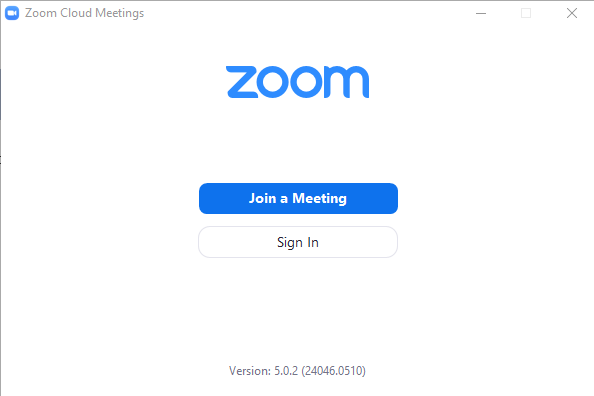 Zoom Cloud Meetings
zoom
Join a Meeting
Sign In
Version: 5.0.2 (24046.0510)